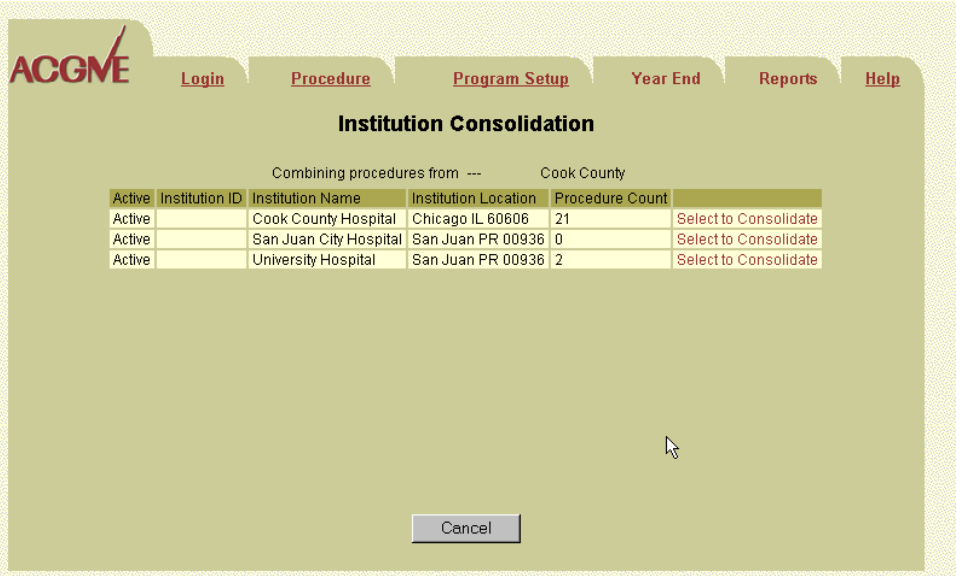 ACGME
Login Procedure Program Setup Year End Reports Help
Institution Consolidation
Combining procedures from --- Cook County
Active Institution ID Institution Name Institution Location Procedure Count
Active Cook County Hospital Chicago IL 60606 21 Select to Consolidate
Active San Juan City Hospital San Juan PR 00936 0 Select to Consolidate
Active University Hospital San Juan PR 00936 2 Select to Consolidate
Cancel